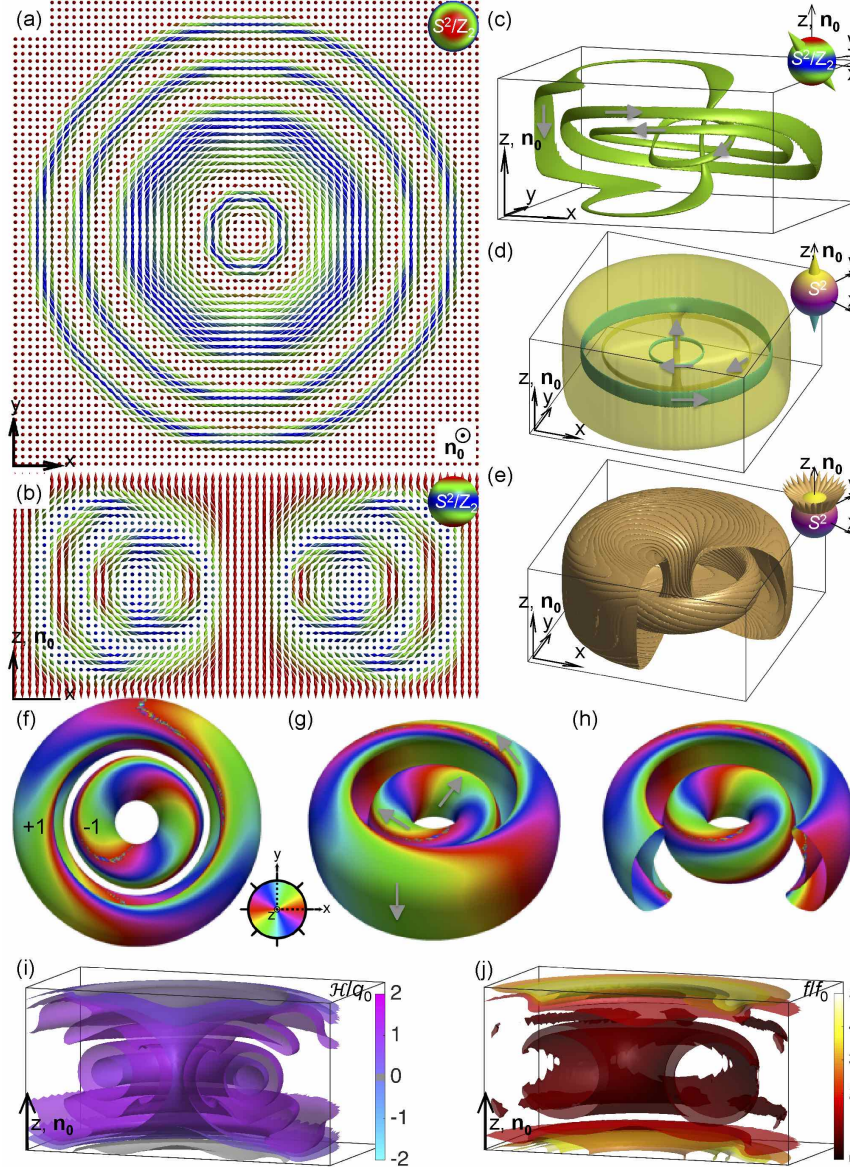 (a)
S²/Z₂
y
x
n₀
(b)
S²/Z₂
z, n₀
x
(c)
z n₀
S²/Z₂
z, n₀
y
x
(d)
z n₀
S²
z, n₀
y
x
(e)
z n₀
S²
z, n₀
y
x
(f)
+1
-1
y
z
x
(g)
(h)
(i)
ℋ/q₀
2
1
0
-1
-2
z, n₀
(j)
f/f₀
z, n₀